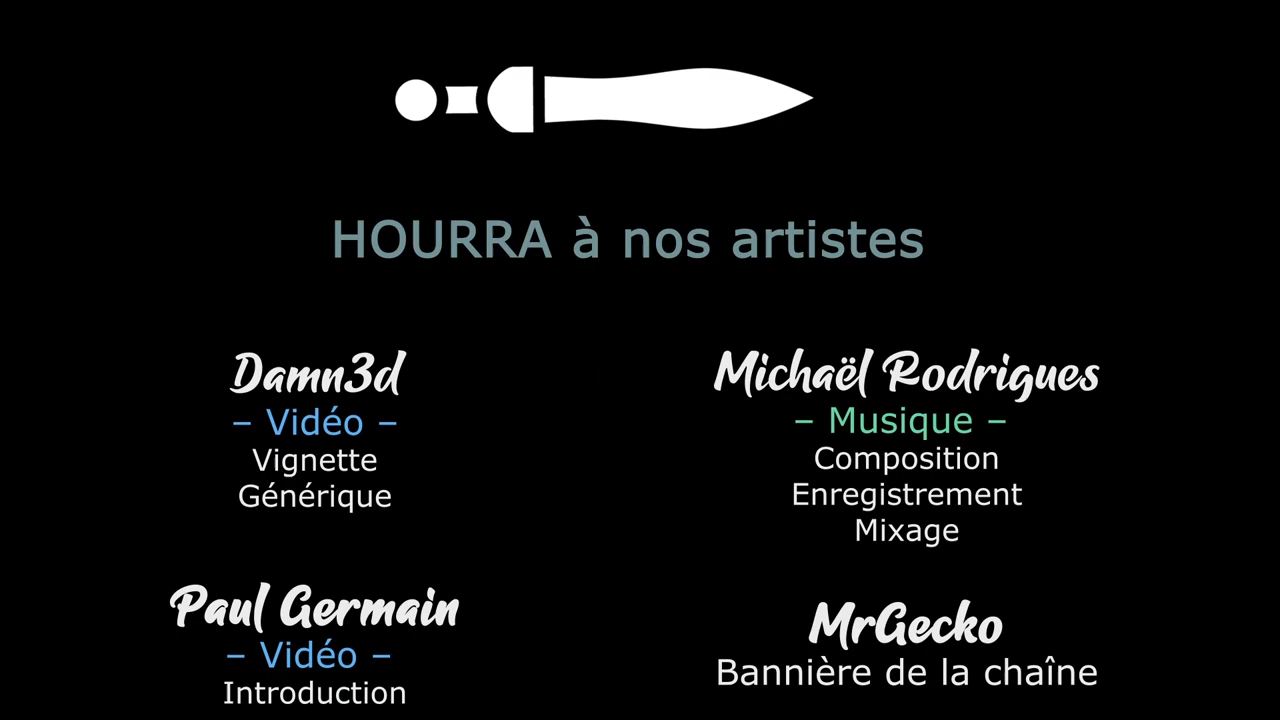 HOURRA à nos artistes
Damn3d
– Vidéo –
Vignette
Générique
Michaël Rodrigues
– Musique –
Composition
Enregistrement
Mixage
Paul Germain
– Vidéo –
Introduction
MrGecko
Bannière de la chaîne